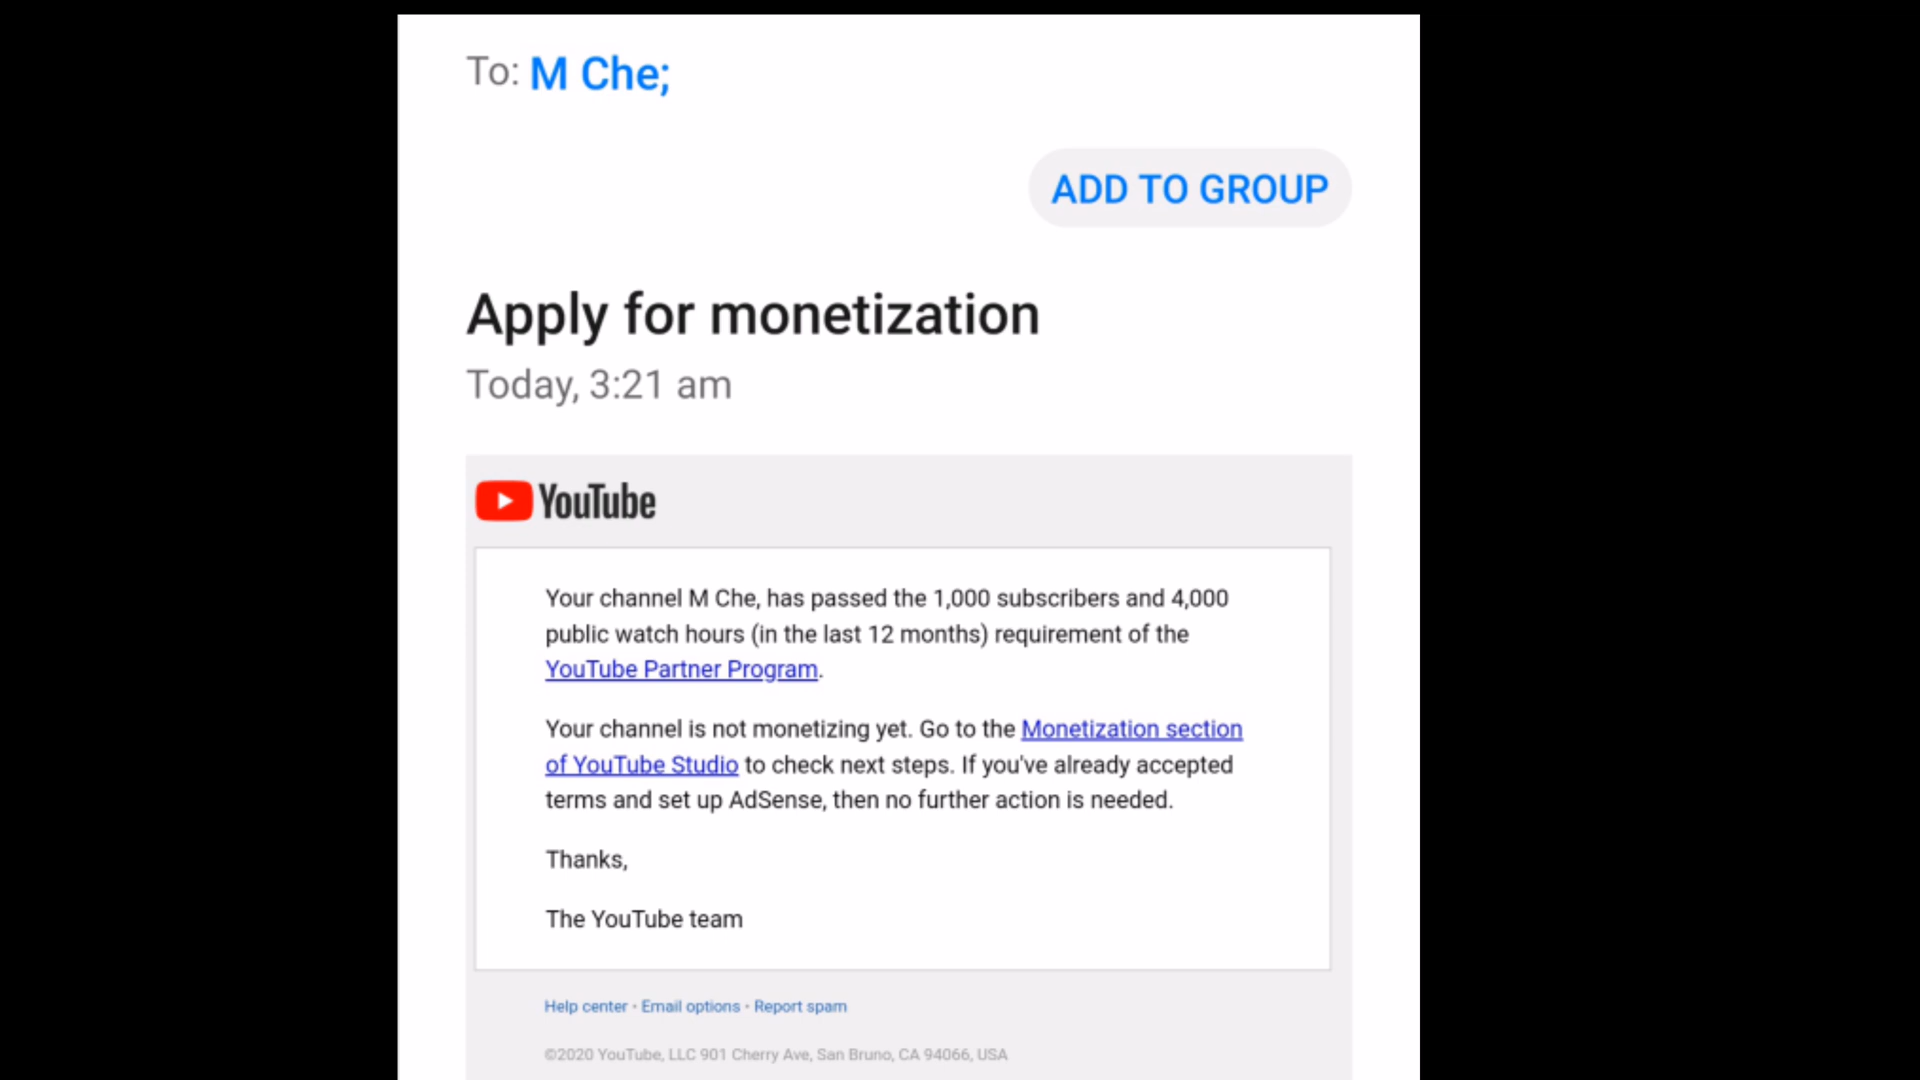 To: M Che;
ADD TO GROUP
Apply for monetization
Today, 3:21 am
YouTube
Your channel M Che, has passed the 1,000 subscribers and 4,000
public watch hours (in the last 12 months) requirement of the
YouTube Partner Program.
Your channel is not monetizing yet. Go to the Monetization section
of YouTube Studio to check next steps. If you've already accepted
terms and set up AdSense, then no further action is needed.
Thanks,
The YouTube team
Help center • Email options • Report spam
©2020 YouTube, LLC 901 Cherry Ave, San Bruno, CA 94066, USA